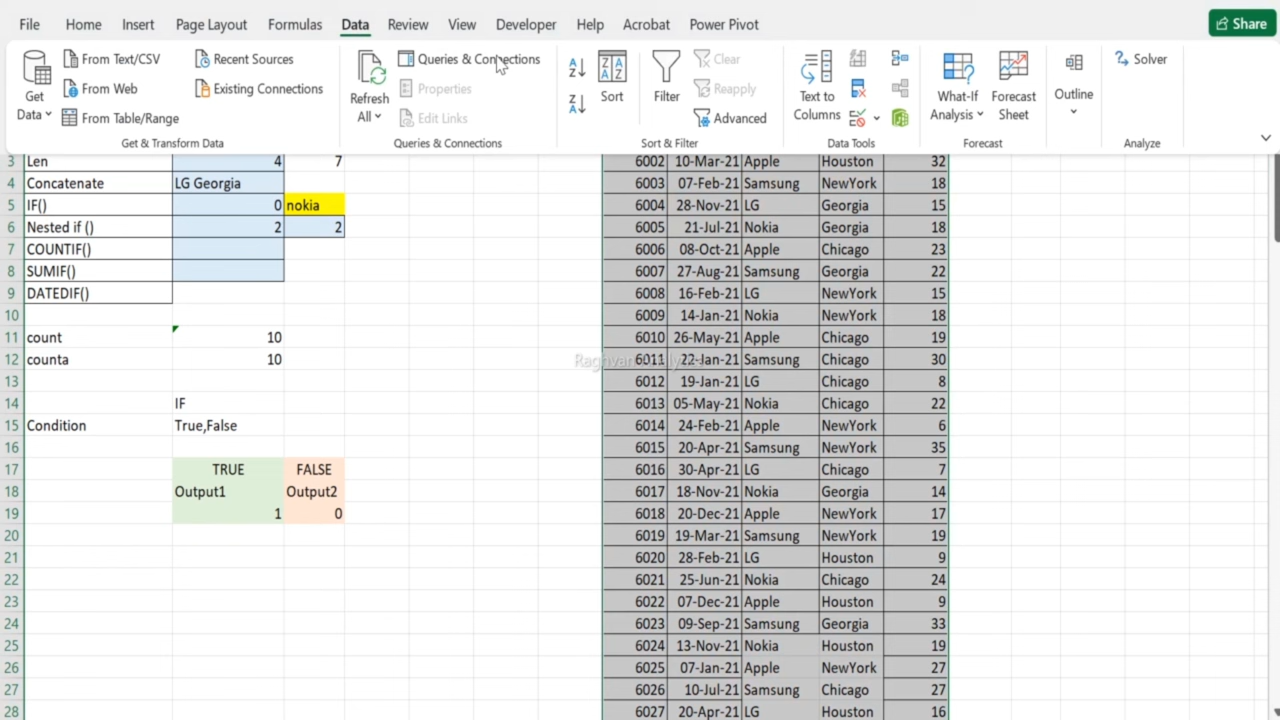 File Home Insert Page Layout Formulas Data Review View Developer Help Acrobat Power Pivot Share
Get Data
From Text/CSV
From Web
From Table/Range
Recent Sources
Existing Connections
Get & Transform Data
Refresh All
Queries & Connections
Properties
Edit Links
Queries & Connections
Sort
Filter
Clear
Reapply
Advanced
Sort & Filter
Text to Columns
Data Tools
What-If Analysis
Forecast Sheet
Forecast
Outline
Solver
Analyze
3 Len 4 7 6002 10-Mar-21 Apple Houston 32
4 Concatenate LG Georgia 6003 07-Feb-21 Samsung NewYork 18
5 IF() 0 nokia 6004 28-Nov-21 LG Georgia 15
6 Nested if () 2 2 6005 21-Jul-21 Nokia Georgia 18
7 COUNTIF() 6006 08-Oct-21 Apple Chicago 23
8 SUMIF() 6007 27-Aug-21 Samsung Georgia 22
9 DATEDIF() 6008 16-Feb-21 LG NewYork 15
10 6009 14-Jan-21 Nokia NewYork 18
11 count 10 6010 26-May-21 Apple Chicago 19
12 counta 10 6011 22-Jan-21 Samsung Chicago 30
13 6012 19-Jan-21 LG Chicago 8
14 IF 6013 05-May-21 Nokia Chicago 22
15 Condition True,False 6014 24-Feb-21 Apple NewYork 6
16 6015 20-Apr-21 Samsung NewYork 35
17 TRUE FALSE 6016 30-Apr-21 LG Chicago 7
18 Output1 Output2 6017 18-Nov-21 Nokia Georgia 14
19 1 0 6018 20-Dec-21 Apple NewYork 17
20 6019 19-Mar-21 Samsung NewYork 19
21 6020 28-Feb-21 LG Houston 9
22 6021 25-Jun-21 Nokia Chicago 24
23 6022 07-Dec-21 Apple Houston 9
24 6023 09-Sep-21 Samsung Georgia 33
25 6024 13-Nov-21 Nokia Houston 19
26 6025 07-Jan-21 Apple NewYork 27
27 6026 10-Jul-21 Samsung Chicago 27
28 6027 20-Apr-21 LG Houston 16